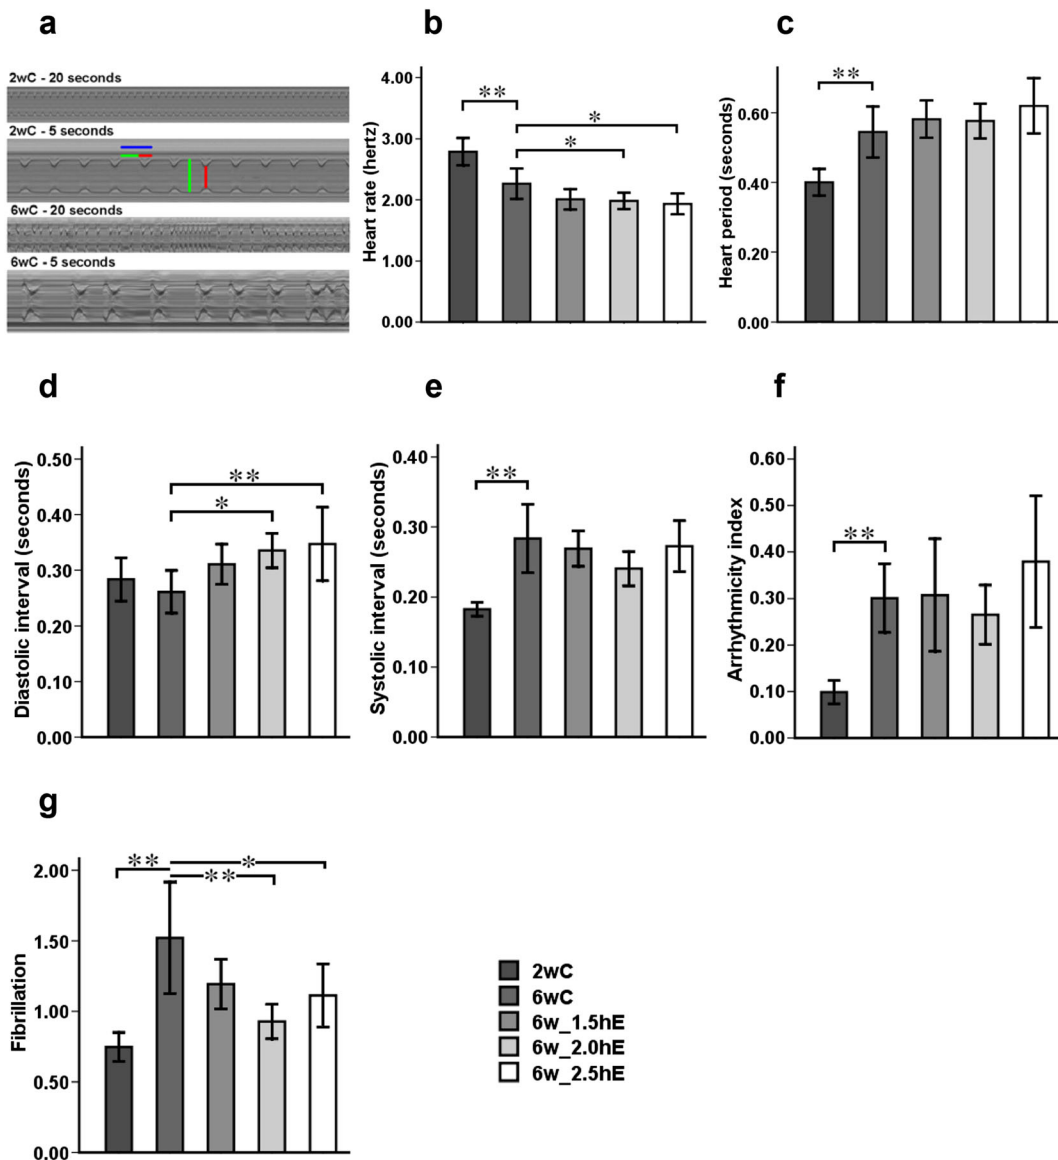 a
2wC - 20 seconds
2wC - 5 seconds
6wC - 20 seconds
6wC - 5 seconds
b
Heart rate (hertz)
4.00
3.00
2.00
1.00
0.00
**
*
*
c
Heart period (seconds)
0.60
0.40
0.20
0.00
**
d
Diastolic interval (seconds)
0.50
0.40
0.30
0.20
0.10
0.00
**
*
e
Systolic interval (seconds)
0.40
0.30
0.20
0.10
0.00
**
f
Arrhythmicity index
0.60
0.50
0.40
0.30
0.20
0.10
0.00
**
g
Fibrillation
2.00
1.50
1.00
0.50
0.00
**
*
**
2wC
6wC
6w_1.5hE
6w_2.0hE
6w_2.5hE